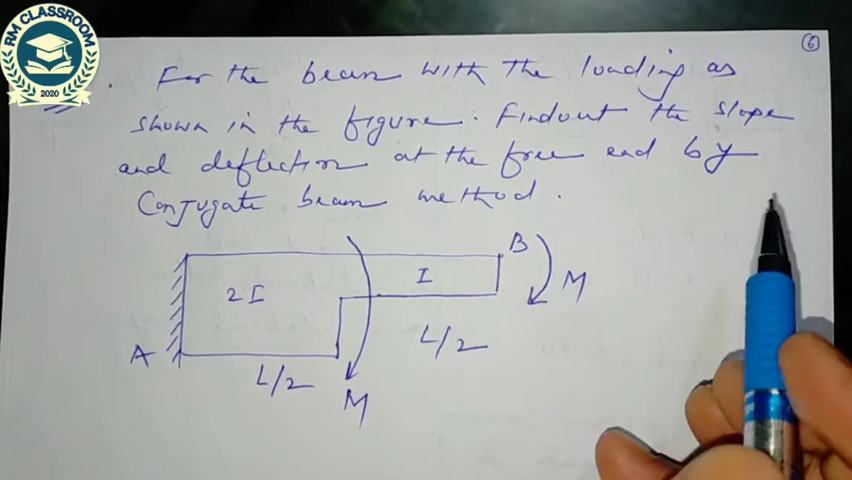 RM CLASSROOM
2020
6
For the beam with the loading as
shown in the figure. Findout the slope
and deflection at the free end by
Conjugate beam method.
B
I
M
2I
L/2
A
L/2
M